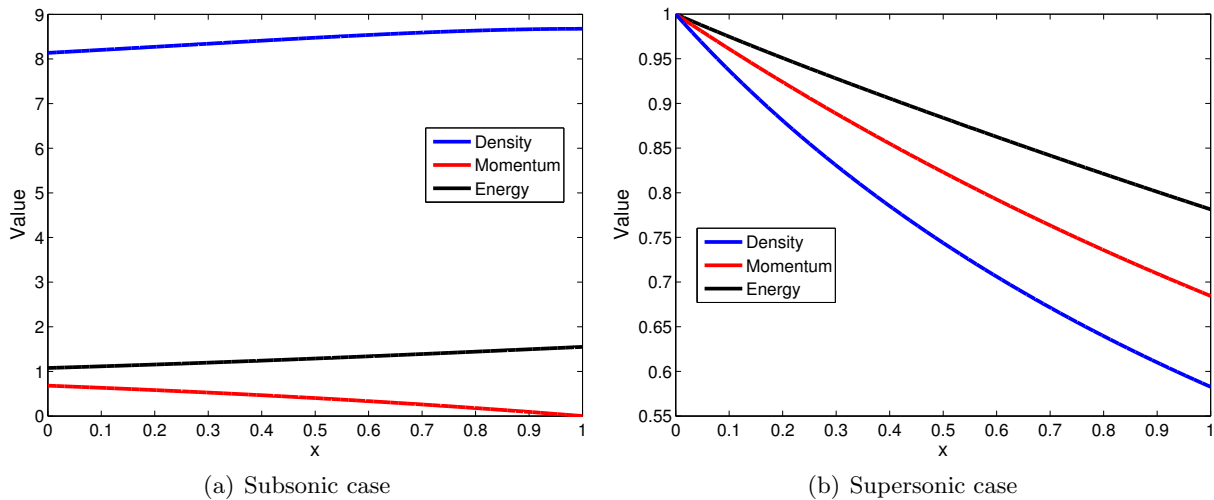 9
8
7
6
5
4
3
2
1
0
Value
0 0.1 0.2 0.3 0.4 0.5 0.6 0.7 0.8 0.9 1
x
Density
Momentum
Energy
(a) Subsonic case
1
0.95
0.9
0.85
0.8
0.75
0.7
0.65
0.6
0.55
Value
0 0.1 0.2 0.3 0.4 0.5 0.6 0.7 0.8 0.9 1
x
Density
Momentum
Energy
(b) Supersonic case